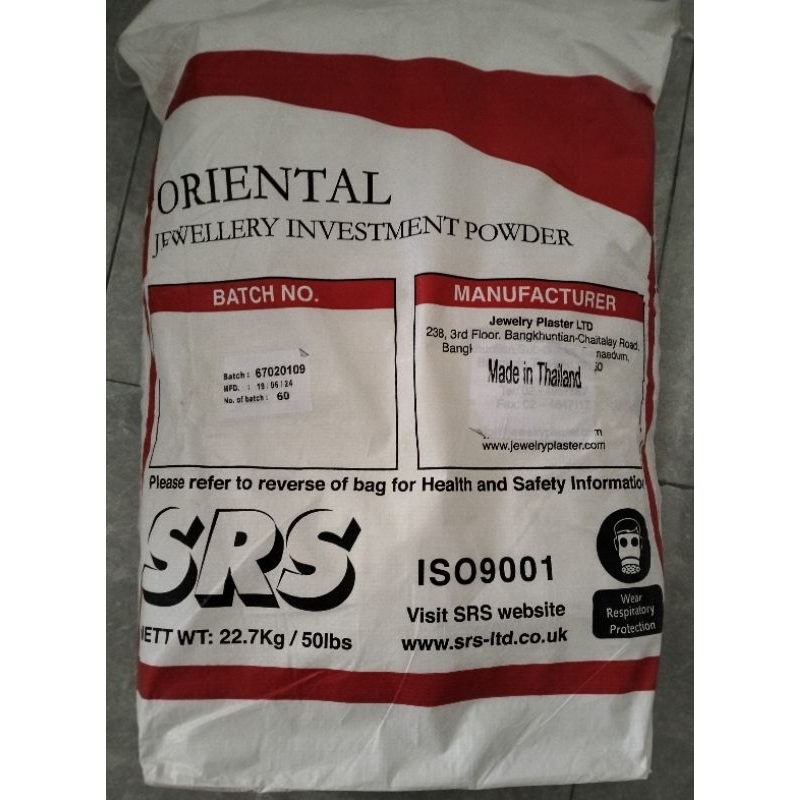 ORIENTAL
JEWELLERY INVESTMENT POWDER
BATCH NO.
Batch : 67020109
MFD. : 19/06/24
No. of batch : 60
MANUFACTURER
Jewelry Plaster LTD
238, 3rd Floor. Bangkhuntian-Chaitalay Road,
Made in Thailand
www.jewelryplaster.com
Please refer to reverse of bag for Health and Safety Informatio
SRS
NETT WT: 22.7Kg / 50lbs
ISO9001
Visit SRS website
www.srs-ltd.co.uk
Wear
Respiratory
Protection